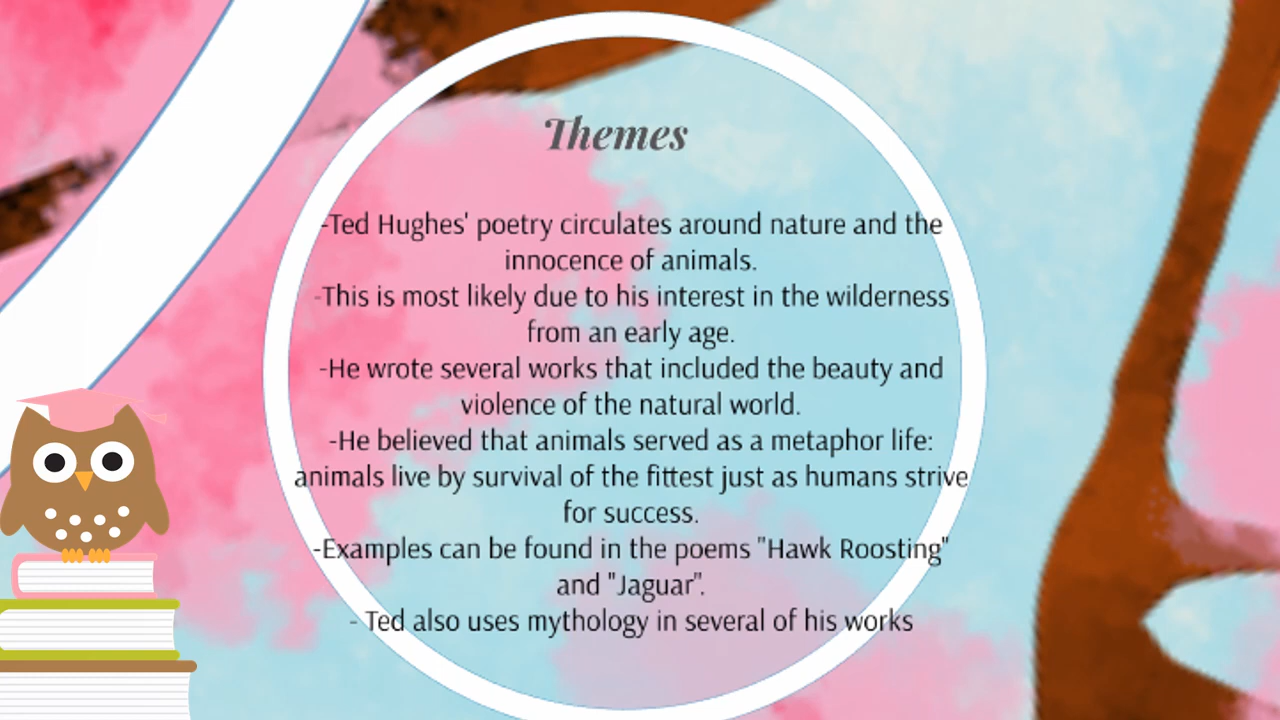 Themes
-Ted Hughes' poetry circulates around nature and the
innocence of animals.
-This is most likely due to his interest in the wilderness
from an early age.
-He wrote several works that included the beauty and
violence of the natural world.
-He believed that animals served as a metaphor life:
animals live by survival of the fittest just as humans strive
for success.
-Examples can be found in the poems "Hawk Roosting"
and "Jaguar".
- Ted also uses mythology in several of his works